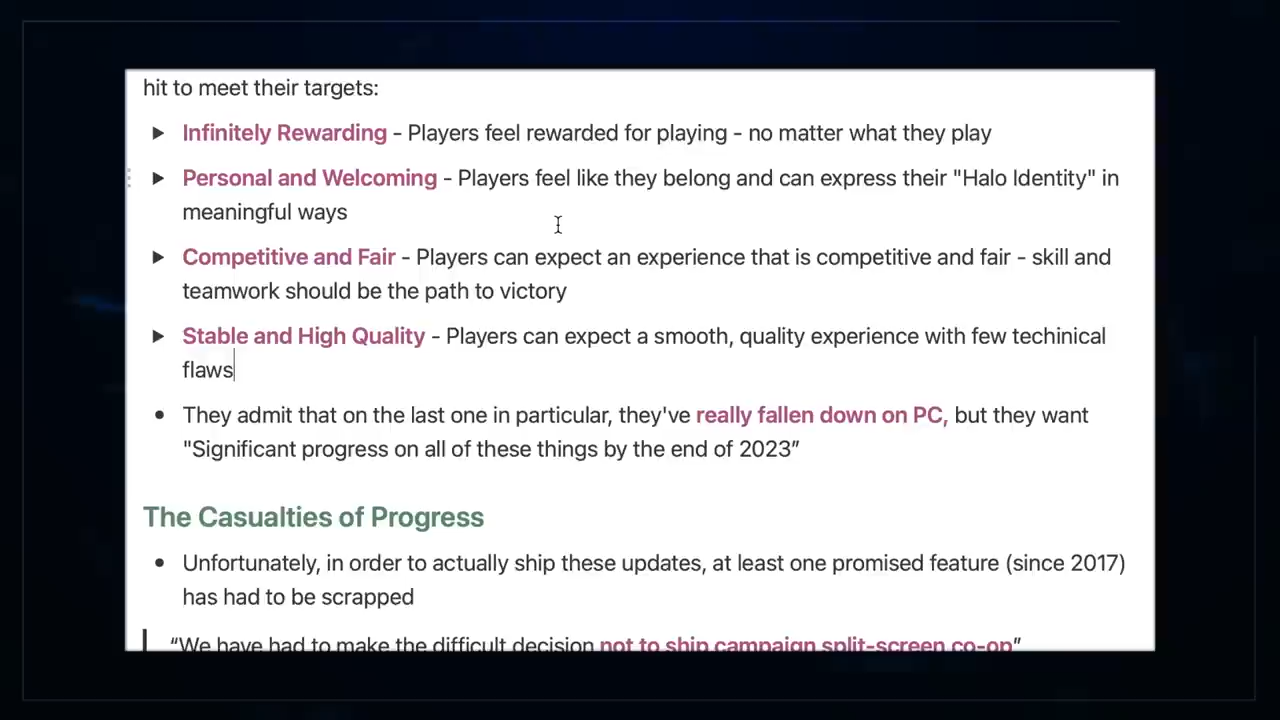 hit to meet their targets:
▶ Infinitely Rewarding - Players feel rewarded for playing - no matter what they play
▶ Personal and Welcoming - Players feel like they belong and can express their "Halo Identity" in
meaningful ways
▶ Competitive and Fair - Players can expect an experience that is competitive and fair - skill and
teamwork should be the path to victory
▶ Stable and High Quality - Players can expect a smooth, quality experience with few techinical
flaws
• They admit that on the last one in particular, they've really fallen down on PC, but they want
"Significant progress on all of these things by the end of 2023”
The Casualties of Progress
• Unfortunately, in order to actually ship these updates, at least one promised feature (since 2017)
has had to be scrapped
“We have had to make the difficult decision not to ship campaign split-screen co-op”